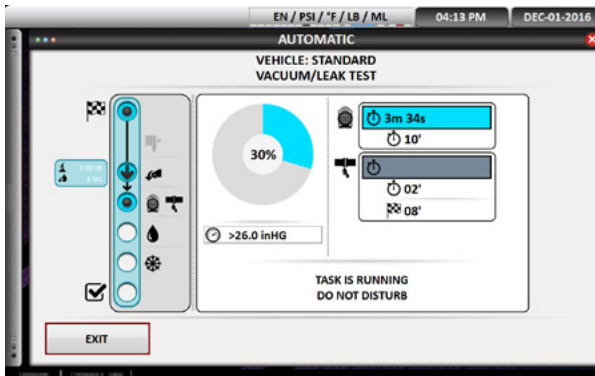 EN / PSI / °F / LB / ML
04:13 PM
DEC-01-2016
AUTOMATIC
VEHICLE: STANDARD
VACUUM/LEAK TEST
30%
3m 34s
10'
02'
08'
>26.0 inHG
TASK IS RUNNING
DO NOT DISTURB
EXIT